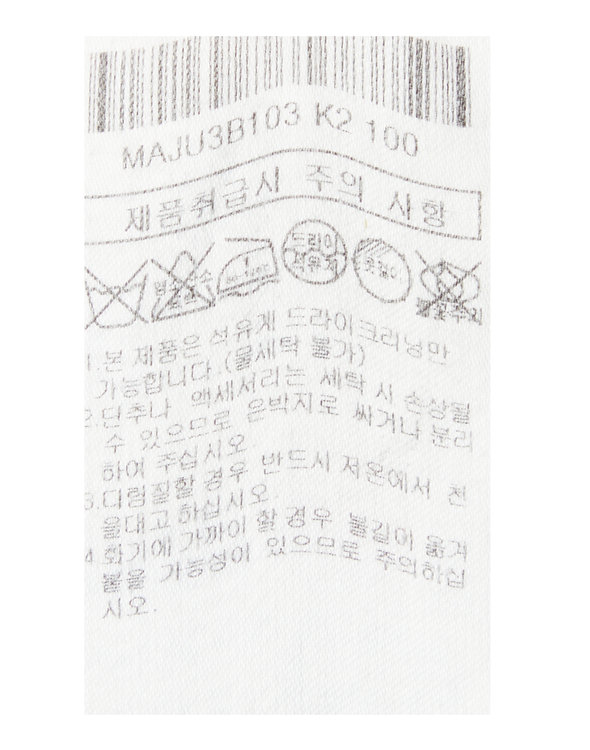 MAJU3B103 K2 100
제품취급시 주의 사항
드라이
석유계
옷걸이
1.본 제품은 석유계 드라이크리닝만
가능합니다.(물세탁 불가)
2.단추나 액세서리는 세탁 시 손상될
수 있으므로 은박지로 싸거나 분리
하여 주십시오.
3.다림질할 경우 반드시 저온에서 천
을대고 하십시오.
4.화기에 가까이 할 경우 불길이 옮겨
붙을 가능성이 있으므로 주의하십
시오.